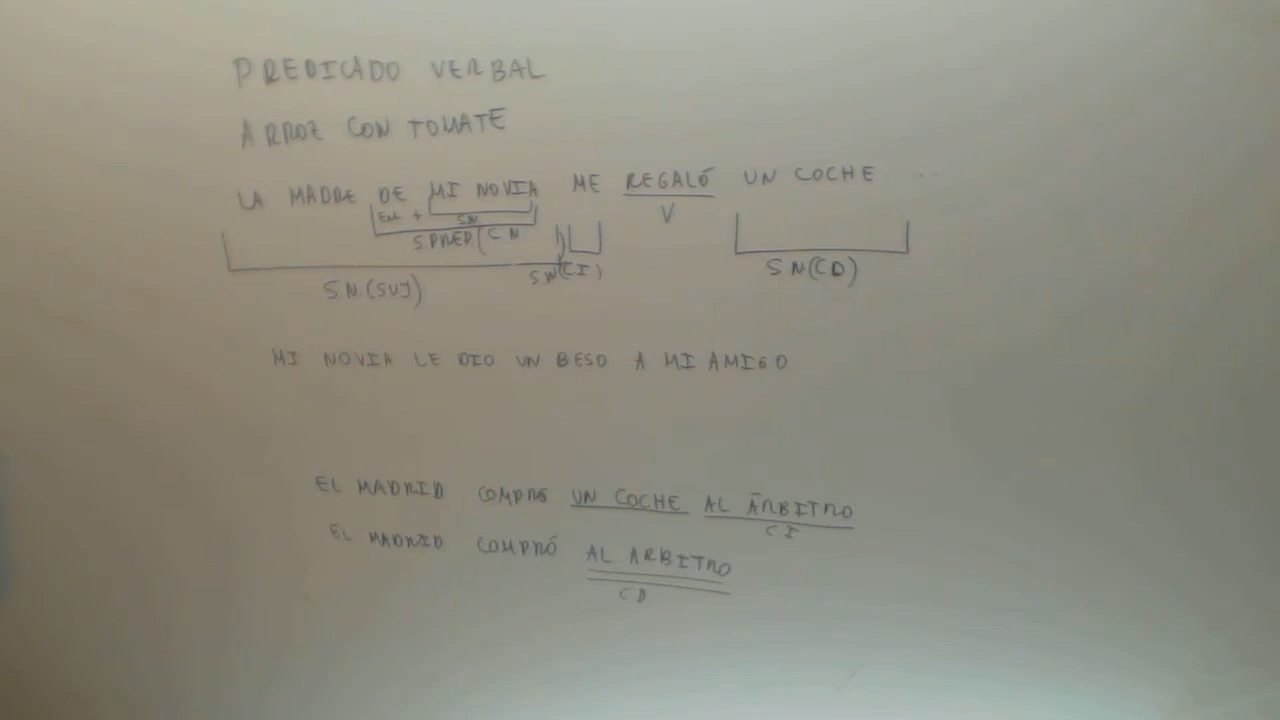 PREDICADO VERBAL
ARROZ CON TOMATE
LA MADRE DE MI NOVIA ME REGALÓ UN COCHE
V
+ SN
S.PREP(CN)
SN(CI)
SN(CD)
S.N.(SUJ)
MI NOVIA LE DIO UN BESO A MI AMIGO
EL MADRID COMPRÓ UN COCHE AL ÁRBITRO
CI
EL MADRID COMPRÓ AL ARBITRO
CD